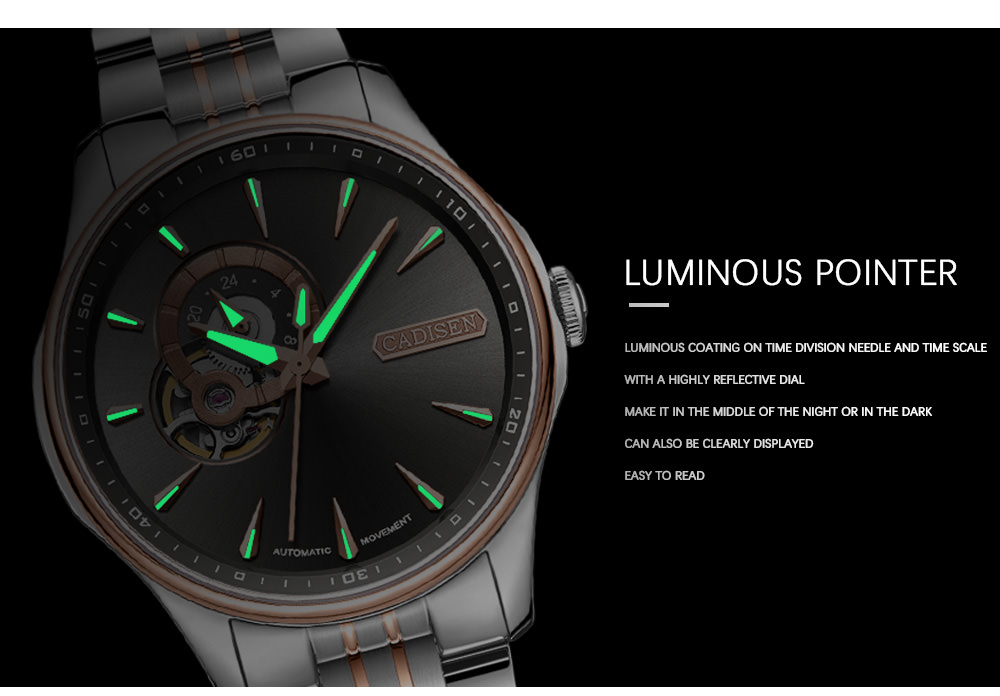 LUMINOUS POINTER
LUMINOUS COATING ON TIME DIVISION NEEDLE AND TIME SCALE
WITH A HIGHLY REFLECTIVE DIAL
MAKE IT IN THE MIDDLE OF THE NIGHT OR IN THE DARK
CAN ALSO BE CLEARLY DISPLAYED
EASY TO READ
60
10
20
30
40
50
24
4
8
20
CADISEN
AUTOMATIC
MOVEMENT